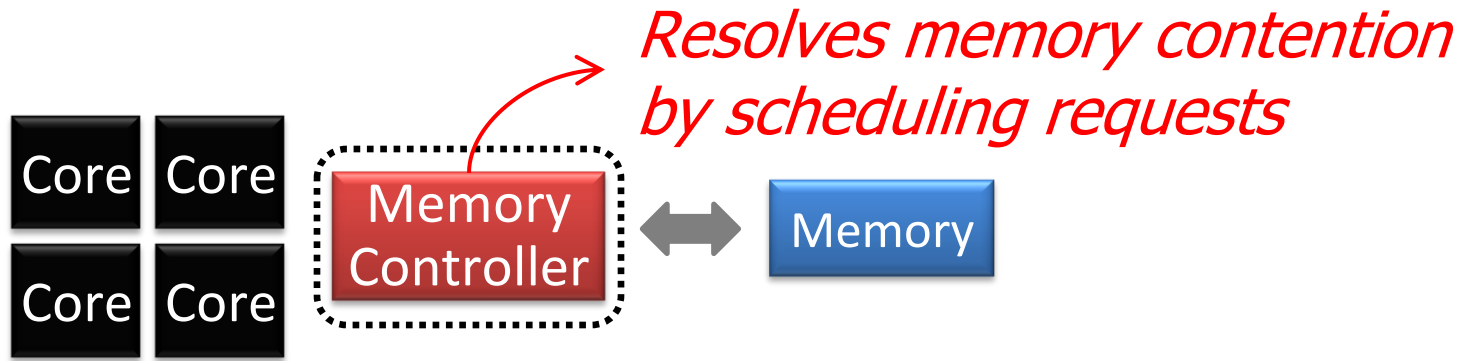 Resolves memory contention
by scheduling requests
Core Core
Core Core
Memory
Controller
Memory